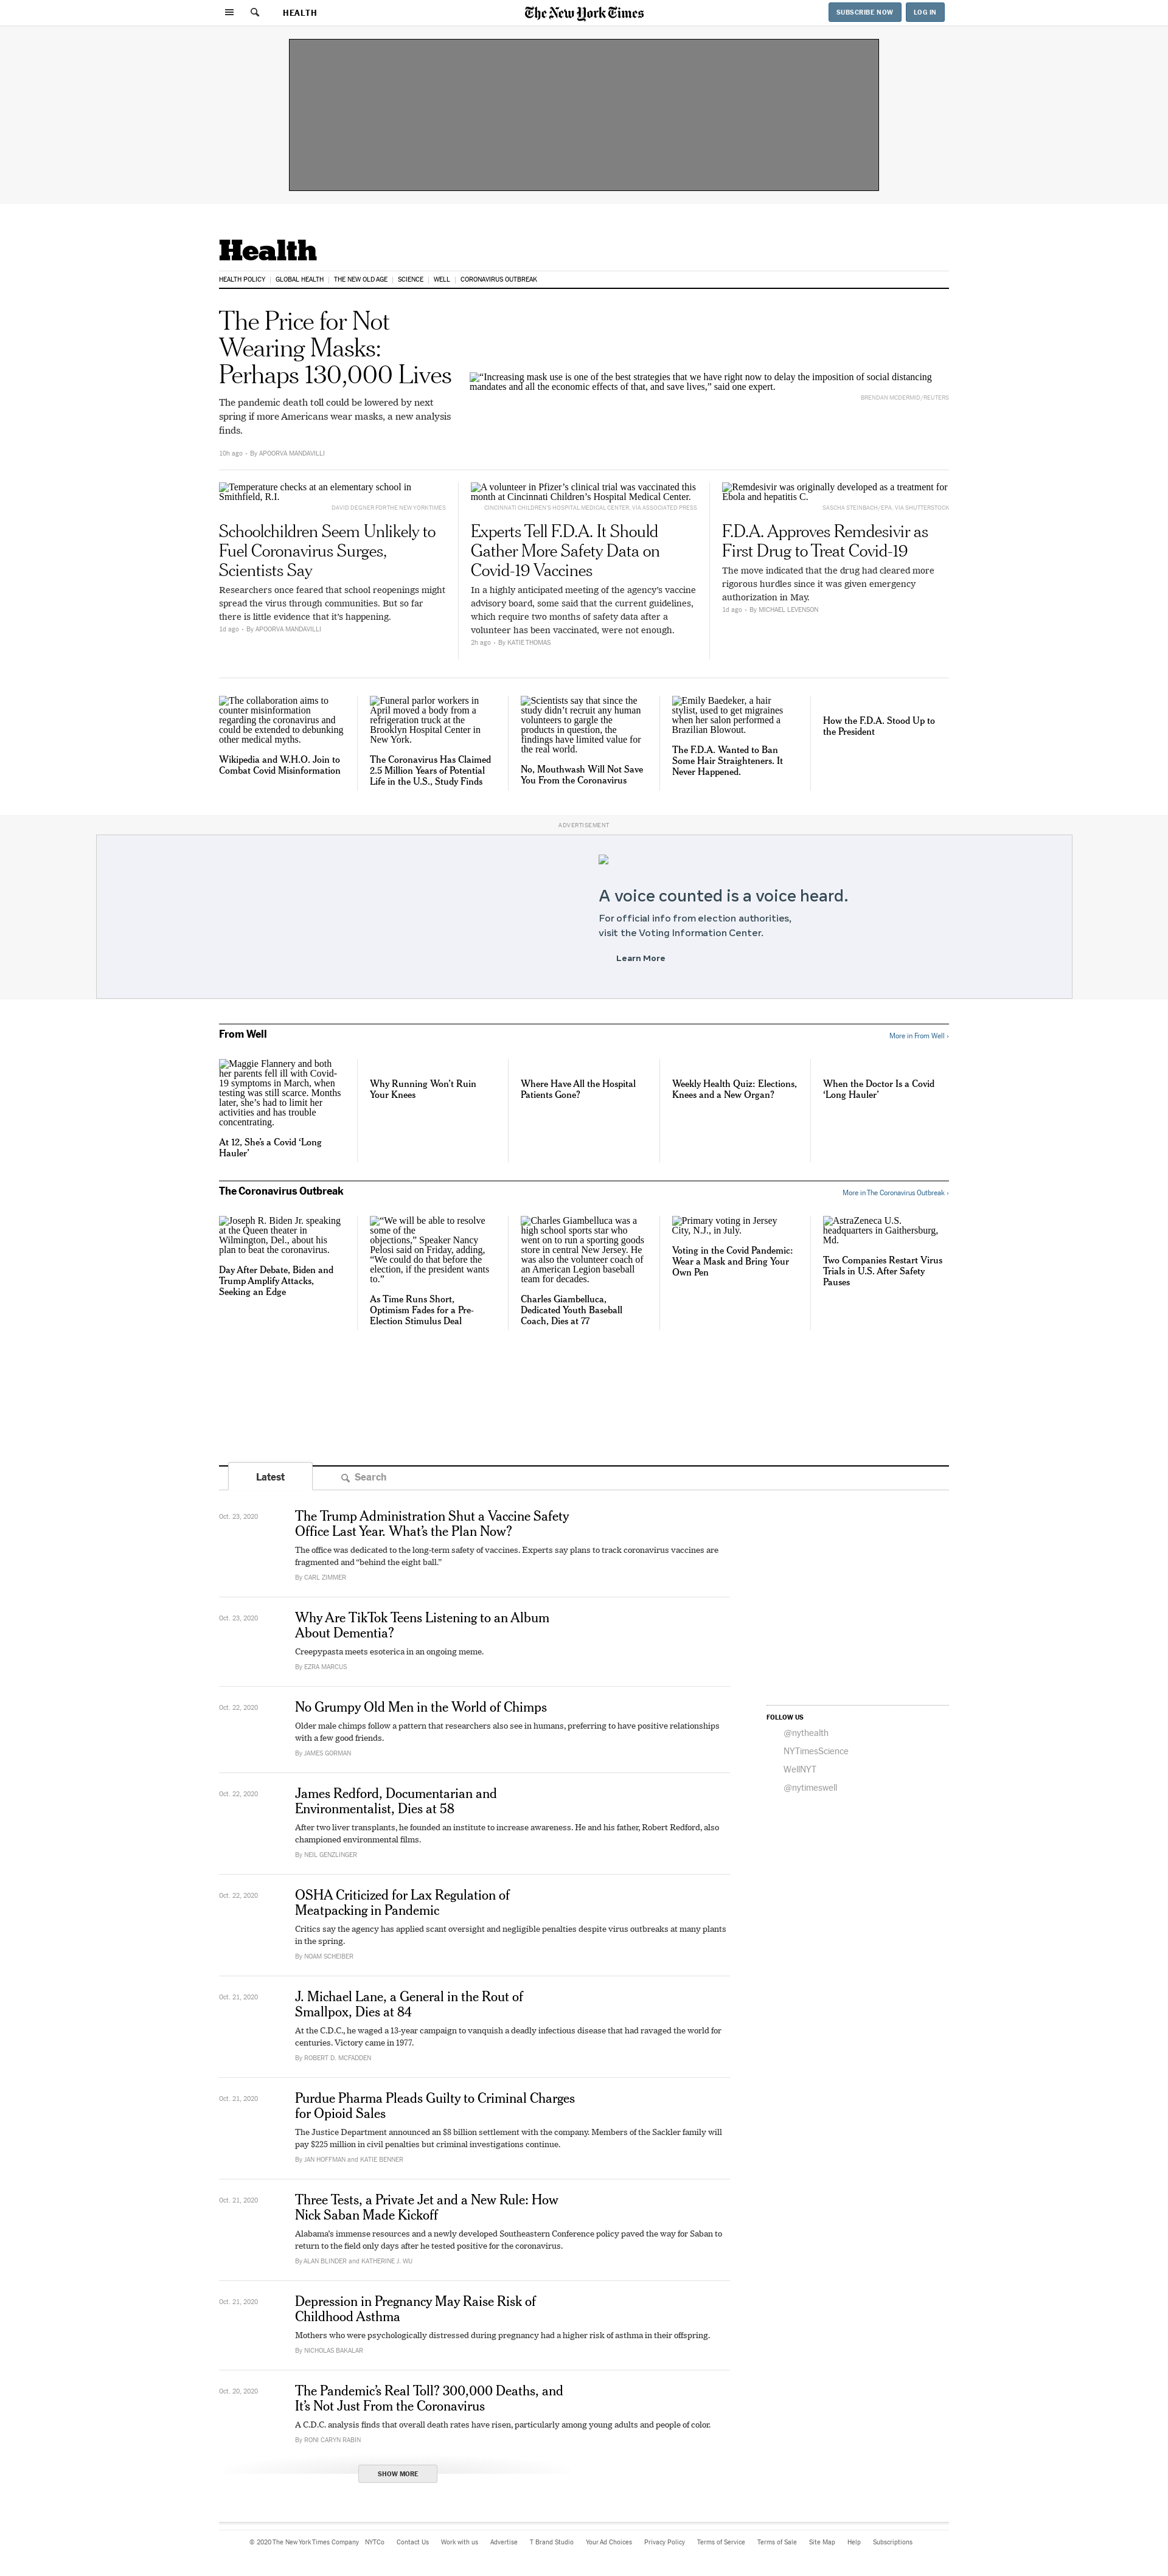 HEALTH
The New York Times
SUBSCRIBE NOW
LOG IN
Health
HEALTH POLICY
GLOBAL HEALTH
THE NEW OLD AGE
SCIENCE
WELL
CORONAVIRUS OUTBREAK
The Price for Not
Wearing Masks:
Perhaps 130,000 Lives
The pandemic death toll could be lowered by next
spring if more Americans wear masks, a new analysis
finds.
10h ago - By APOORVA MANDAVILLI
“Increasing mask use is one of the best strategies that we have right now to delay the imposition of social distancing
mandates and all the economic effects of that, and save lives,” said one expert.
BRENDAN MCDERMID/REUTERS
Temperature checks at an elementary school in
Smithfield, R.I.
DAVID DEGNER FOR THE NEW YORK TIMES
Schoolchildren Seem Unlikely to
Fuel Coronavirus Surges,
Scientists Say
Researchers once feared that school reopenings might
spread the virus through communities. But so far
there is little evidence that it’s happening.
1d ago - By APOORVA MANDAVILLI
A volunteer in Pfizer’s clinical trial was vaccinated this
month at Cincinnati Children’s Hospital Medical Center.
CINCINNATI CHILDREN’S HOSPITAL MEDICAL CENTER, VIA ASSOCIATED PRESS
Experts Tell F.D.A. It Should
Gather More Safety Data on
Covid-19 Vaccines
In a highly anticipated meeting of the agency’s vaccine
advisory board, some said that the current guidelines,
which require two months of safety data after a
volunteer has been vaccinated, were not enough.
2h ago - By KATIE THOMAS
Remdesivir was originally developed as a treatment for
Ebola and hepatitis C.
SASCHA STEINBACH/EPA, VIA SHUTTERSTOCK
F.D.A. Approves Remdesivir as
First Drug to Treat Covid-19
The move indicated that the drug had cleared more
rigorous hurdles since it was given emergency
authorization in May.
1d ago - By MICHAEL LEVENSON
The collaboration aims to
counter misinformation
regarding the coronavirus and
could be extended to debunking
other medical myths.
Wikipedia and W.H.O. Join to
Combat Covid Misinformation
Funeral parlor workers in
April moved a body from a
refrigeration truck at the
Brooklyn Hospital Center in
New York.
The Coronavirus Has Claimed
2.5 Million Years of Potential
Life in the U.S., Study Finds
Scientists say that since the
study didn’t recruit any human
volunteers to gargle the
products in question, the
findings have limited value for
the real world.
No, Mouthwash Will Not Save
You From the Coronavirus
Emily Baedeker, a hair
stylist, used to get migraines
when her salon performed a
Brazilian Blowout.
The F.D.A. Wanted to Ban
Some Hair Straighteners. It
Never Happened.
How the F.D.A. Stood Up to
the President
ADVERTISEMENT
A voice counted is a voice heard.
For official info from election authorities,
visit the Voting Information Center.
Learn More
From Well
More in From Well ›
Maggie Flannery and both
her parents fell ill with Covid-
19 symptoms in March, when
testing was still scarce. Months
later, she’s had to limit her
activities and has trouble
concentrating.
At 12, She’s a Covid ‘Long
Hauler’
Why Running Won’t Ruin
Your Knees
Where Have All the Hospital
Patients Gone?
Weekly Health Quiz: Elections,
Knees and a New Organ?
When the Doctor Is a Covid
‘Long Hauler’
The Coronavirus Outbreak
More in The Coronavirus Outbreak ›
Joseph R. Biden Jr. speaking
at the Queen theater in
Wilmington, Del., about his
plan to beat the coronavirus.
Day After Debate, Biden and
Trump Amplify Attacks,
Seeking an Edge
“We will be able to resolve
some of the
objections,” Speaker Nancy
Pelosi said on Friday, adding,
“We could do that before the
election, if the president wants
to.”
As Time Runs Short,
Optimism Fades for a Pre-
Election Stimulus Deal
Charles Giambelluca was a
high school sports star who
went on to run a sporting goods
store in central New Jersey. He
was also the volunteer coach of
an American Legion baseball
team for decades.
Charles Giambelluca,
Dedicated Youth Baseball
Coach, Dies at 77
Primary voting in Jersey
City, N.J., in July.
Voting in the Covid Pandemic:
Wear a Mask and Bring Your
Own Pen
AstraZeneca U.S.
headquarters in Gaithersburg,
Md.
Two Companies Restart Virus
Trials in U.S. After Safety
Pauses
Latest
Search
Oct. 23, 2020
The Trump Administration Shut a Vaccine Safety
Office Last Year. What’s the Plan Now?
The office was dedicated to the long-term safety of vaccines. Experts say plans to track coronavirus vaccines are
fragmented and “behind the eight ball.”
By CARL ZIMMER
Oct. 23, 2020
Why Are TikTok Teens Listening to an Album
About Dementia?
Creepypasta meets esoterica in an ongoing meme.
By EZRA MARCUS
Oct. 22, 2020
No Grumpy Old Men in the World of Chimps
Older male chimps follow a pattern that researchers also see in humans, preferring to have positive relationships
with a few good friends.
By JAMES GORMAN
FOLLOW US
@nythealth
NYTimesScience
WellNYT
@nytimeswell
Oct. 22, 2020
James Redford, Documentarian and
Environmentalist, Dies at 58
After two liver transplants, he founded an institute to increase awareness. He and his father, Robert Redford, also
championed environmental films.
By NEIL GENZLINGER
Oct. 22, 2020
OSHA Criticized for Lax Regulation of
Meatpacking in Pandemic
Critics say the agency has applied scant oversight and negligible penalties despite virus outbreaks at many plants
in the spring.
By NOAM SCHEIBER
Oct. 21, 2020
J. Michael Lane, a General in the Rout of
Smallpox, Dies at 84
At the C.D.C., he waged a 13-year campaign to vanquish a deadly infectious disease that had ravaged the world for
centuries. Victory came in 1977.
By ROBERT D. MCFADDEN
Oct. 21, 2020
Purdue Pharma Pleads Guilty to Criminal Charges
for Opioid Sales
The Justice Department announced an $8 billion settlement with the company. Members of the Sackler family will
pay $225 million in civil penalties but criminal investigations continue.
By JAN HOFFMAN and KATIE BENNER
Oct. 21, 2020
Three Tests, a Private Jet and a New Rule: How
Nick Saban Made Kickoff
Alabama’s immense resources and a newly developed Southeastern Conference policy paved the way for Saban to
return to the field only days after he tested positive for the coronavirus.
By ALAN BLINDER and KATHERINE J. WU
Oct. 21, 2020
Depression in Pregnancy May Raise Risk of
Childhood Asthma
Mothers who were psychologically distressed during pregnancy had a higher risk of asthma in their offspring.
By NICHOLAS BAKALAR
Oct. 20, 2020
The Pandemic’s Real Toll? 300,000 Deaths, and
It’s Not Just From the Coronavirus
A C.D.C. analysis finds that overall death rates have risen, particularly among young adults and people of color.
By RONI CARYN RABIN
SHOW MORE
© 2020 The New York Times Company
NYTCo
Contact Us
Work with us
Advertise
T Brand Studio
Your Ad Choices
Privacy Policy
Terms of Service
Terms of Sale
Site Map
Help
Subscriptions